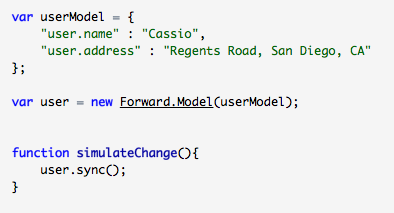 var userModel = {
    "user.name" : "Cassio",
    "user.address" : "Regents Road, San Diego, CA"
};
var user = new Forward.Model(userModel);
function simulateChange(){
    user.sync();
}